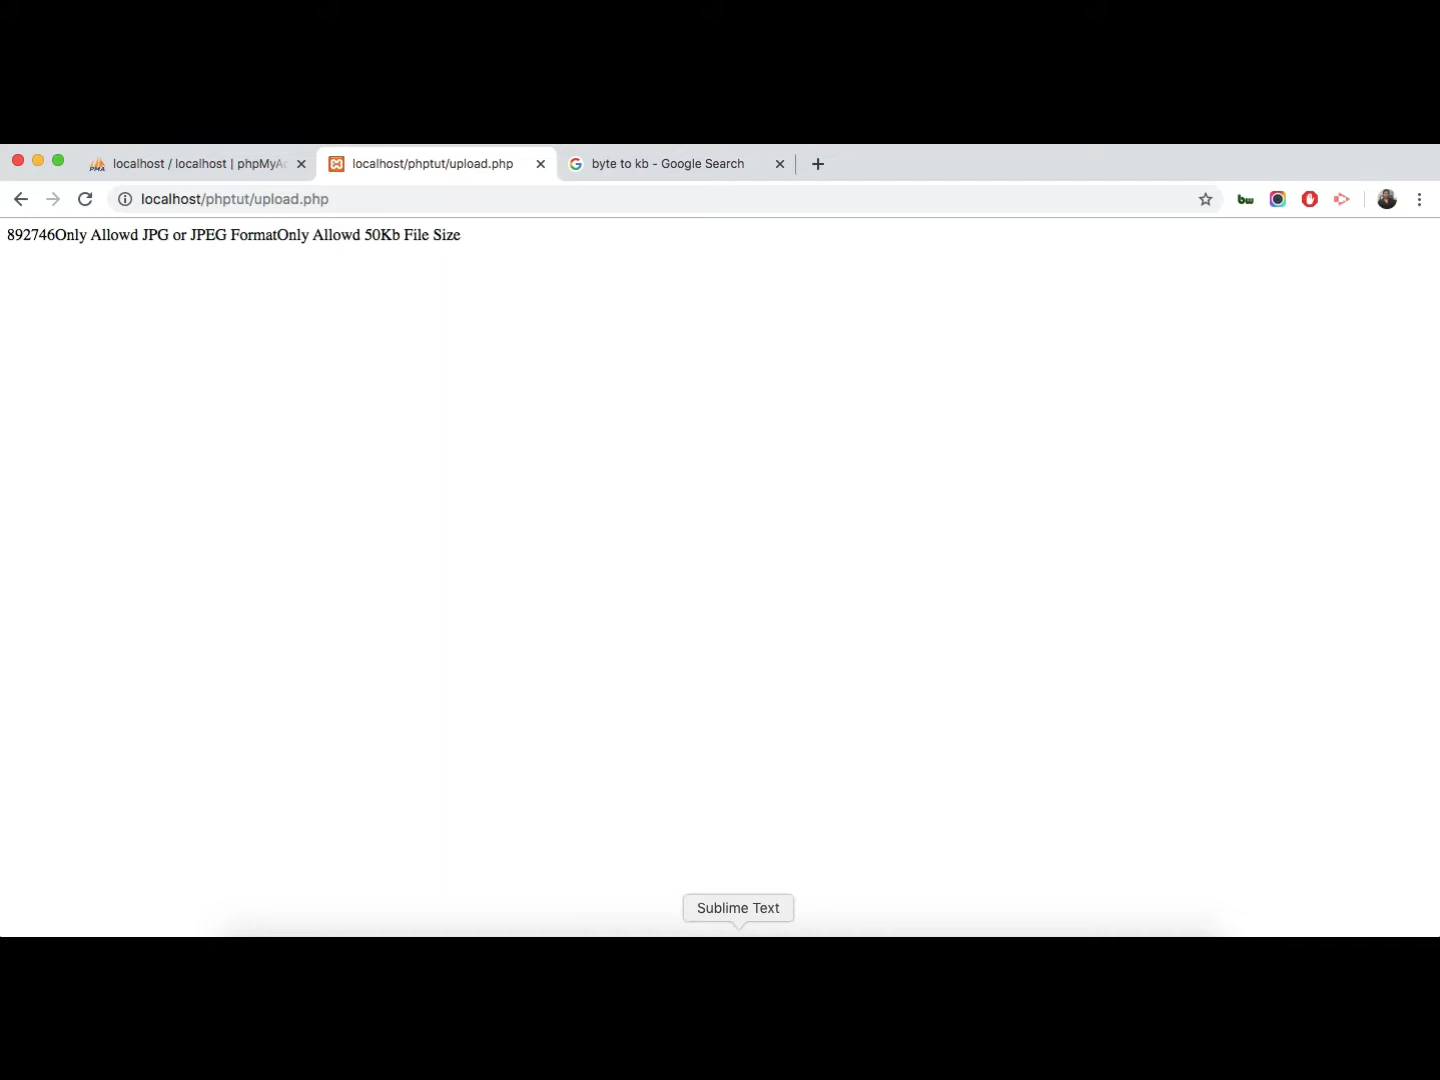 localhost / localhost | phpMyAc
localhost/phptut/upload.php
byte to kb - Google Search
localhost/phptut/upload.php
bw
892746Only Allowd JPG or JPEG FormatOnly Allowd 50Kb File Size
Sublime Text